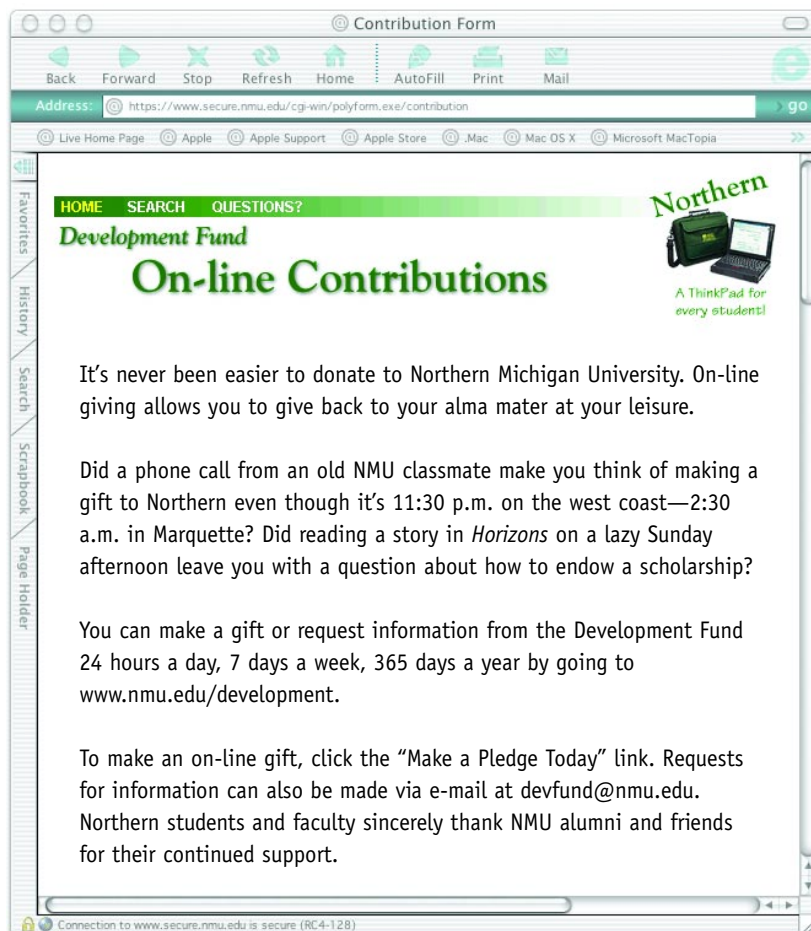 Contribution Form
Back Forward Stop Refresh Home AutoFill Print Mail
Address: https://www.secure.nmu.edu/cgi-win/polyform.exe/contribution go
Live Home Page Apple Apple Support Apple Store .Mac Mac OS X Microsoft MacTopia
Favorites
History
Search
Scrapbook
Page Holder
HOME SEARCH QUESTIONS?
Northern
Development Fund
On-line Contributions
A ThinkPad for
every student!
It’s never been easier to donate to Northern Michigan University. On-line
giving allows you to give back to your alma mater at your leisure.
Did a phone call from an old NMU classmate make you think of making a
gift to Northern even though it’s 11:30 p.m. on the west coast—2:30
a.m. in Marquette? Did reading a story in Horizons on a lazy Sunday
afternoon leave you with a question about how to endow a scholarship?
You can make a gift or request information from the Development Fund
24 hours a day, 7 days a week, 365 days a year by going to
www.nmu.edu/development.
To make an on-line gift, click the “Make a Pledge Today” link. Requests
for information can also be made via e-mail at devfund@nmu.edu.
Northern students and faculty sincerely thank NMU alumni and friends
for their continued support.
Connection to www.secure.nmu.edu is secure (RC4-128)